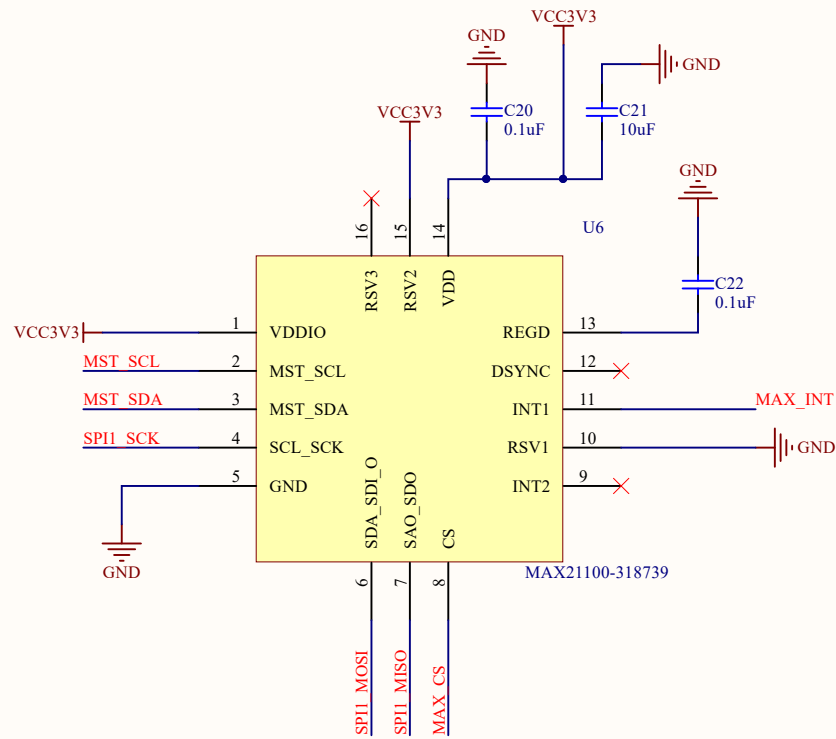 VCC3V3
GND
C20
0.1uF
C21
10uF
GND
VCC3V3
GND
16
15
14
U6
RSV3
RSV2
VDD
C22
0.1uF
VCC3V3
1
VDDIO
REGD
13
MST_SCL
2
MST_SCL
DSYNC
12
MST_SDA
3
MST_SDA
INT1
11
MAX_INT
SPI1_SCK
4
SCL_SCK
RSV1
10
GND
5
GND
INT2
9
SDA_SDI_O
SAO_SDO
CS
GND
MAX21100-318739
6
7
8
SPI1_MOSI
SPI1_MISO
MAX_CS